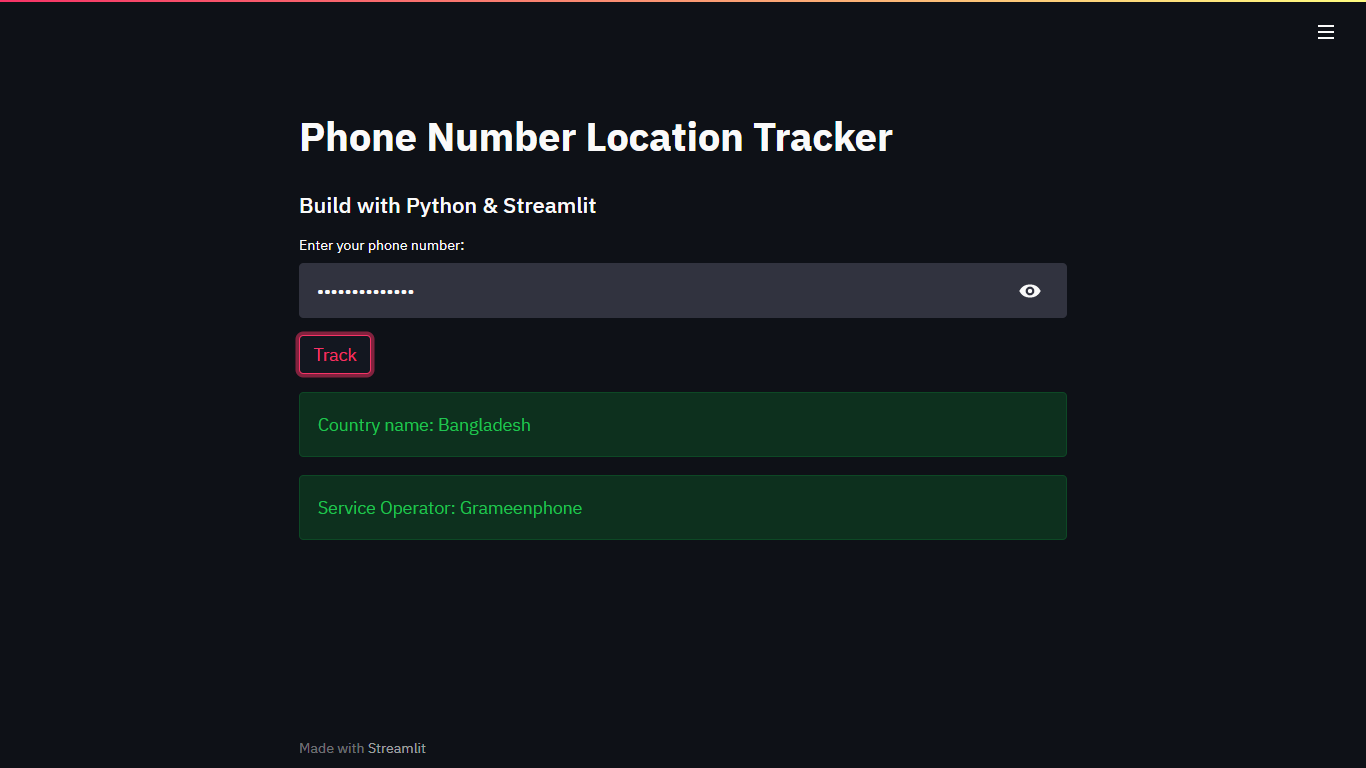 Phone Number Location Tracker
Build with Python & Streamlit
Enter your phone number:
••••••••••••••
Track
Country name: Bangladesh
Service Operator: Grameenphone
Made with Streamlit